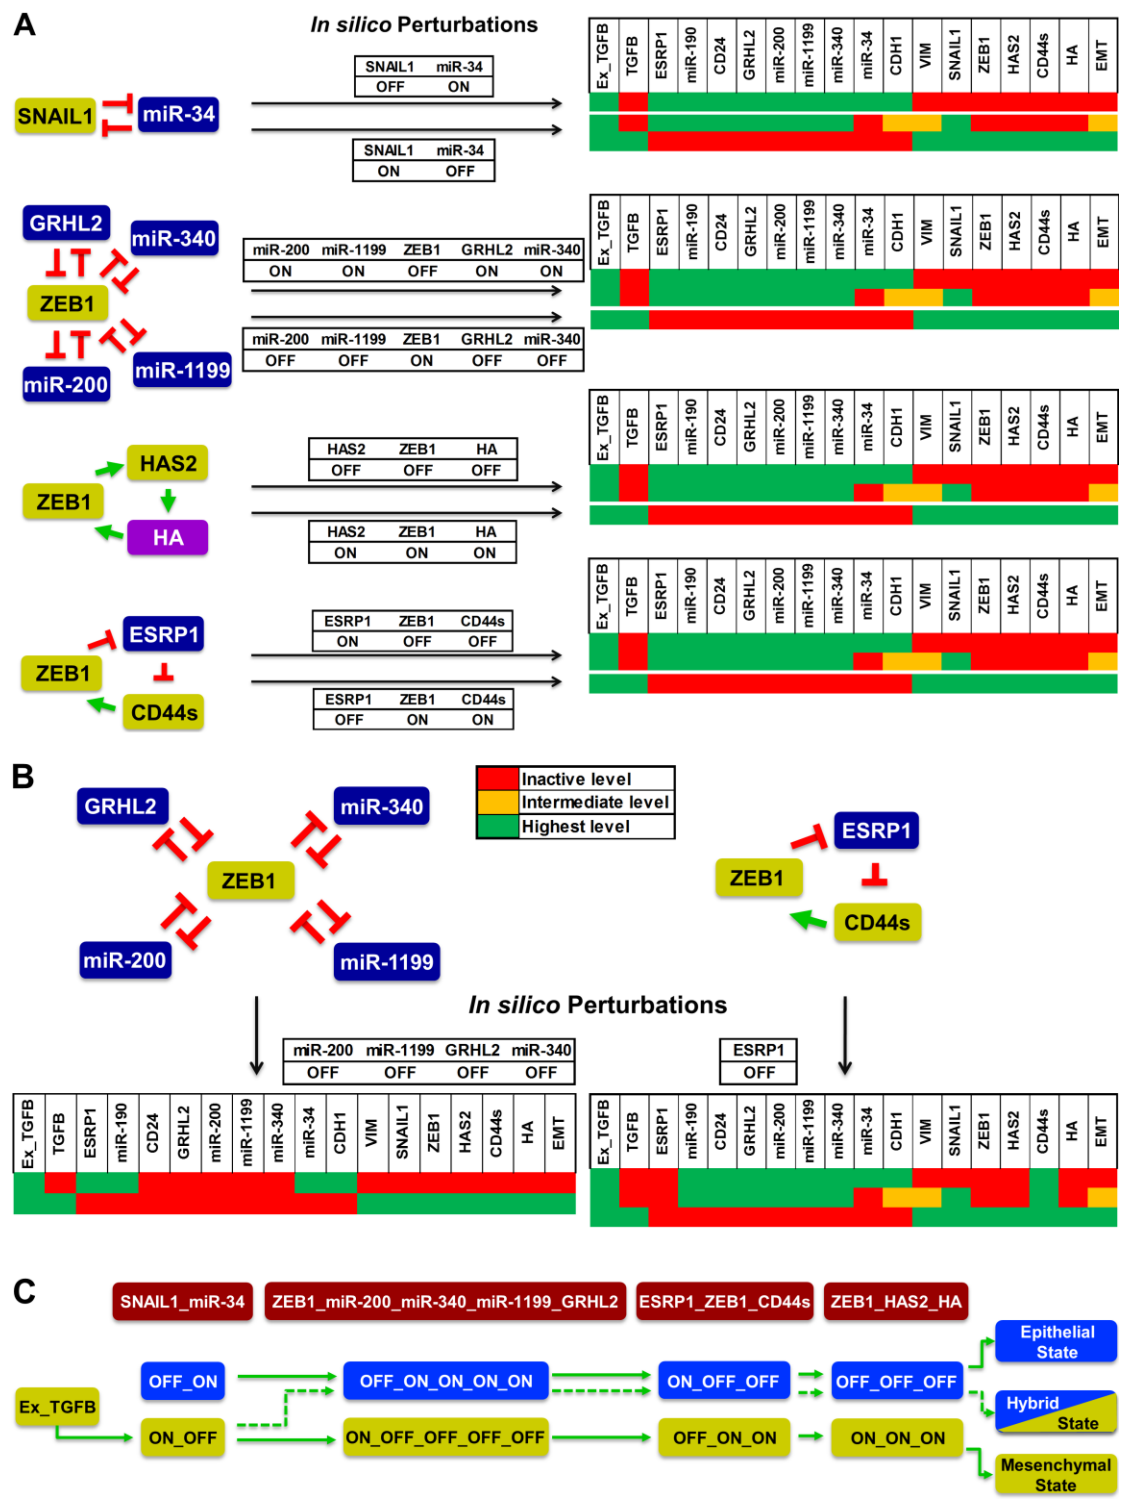 A
In silico Perturbations
SNAIL1 miR-34
OFF ON
SNAIL1
miR-34
SNAIL1 miR-34
ON OFF
Ex_TGFB TGFB ESRP1 miR-190 CD24 GRHL2 miR-200 miR-1199 miR-340 miR-34 CDH1 VIM SNAIL1 ZEB1 HAS2 CD44s HA EMT
GRHL2
miR-340
ZEB1
miR-200
miR-1199
miR-200 miR-1199 ZEB1 GRHL2 miR-340
ON ON OFF ON ON
miR-200 miR-1199 ZEB1 GRHL2 miR-340
OFF OFF ON OFF OFF
Ex_TGFB TGFB ESRP1 miR-190 CD24 GRHL2 miR-200 miR-1199 miR-340 miR-34 CDH1 VIM SNAIL1 ZEB1 HAS2 CD44s HA EMT
HAS2
ZEB1
HA
HAS2 ZEB1 HA
OFF OFF OFF
HAS2 ZEB1 HA
ON ON ON
Ex_TGFB TGFB ESRP1 miR-190 CD24 GRHL2 miR-200 miR-1199 miR-340 miR-34 CDH1 VIM SNAIL1 ZEB1 HAS2 CD44s HA EMT
ESRP1
ZEB1
CD44s
ESRP1 ZEB1 CD44s
ON OFF OFF
ESRP1 ZEB1 CD44s
OFF ON ON
Ex_TGFB TGFB ESRP1 miR-190 CD24 GRHL2 miR-200 miR-1199 miR-340 miR-34 CDH1 VIM SNAIL1 ZEB1 HAS2 CD44s HA EMT
B
Inactive level
Intermediate level
Highest level
GRHL2
miR-340
ZEB1
miR-200
miR-1199
ESRP1
ZEB1
CD44s
In silico Perturbations
miR-200 miR-1199 GRHL2 miR-340
OFF OFF OFF OFF
ESRP1
OFF
Ex_TGFB TGFB ESRP1 miR-190 CD24 GRHL2 miR-200 miR-1199 miR-340 miR-34 CDH1 VIM SNAIL1 ZEB1 HAS2 CD44s HA EMT
Ex_TGFB TGFB ESRP1 miR-190 CD24 GRHL2 miR-200 miR-1199 miR-340 miR-34 CDH1 VIM SNAIL1 ZEB1 HAS2 CD44s HA EMT
C
SNAIL1_miR-34 ZEB1_miR-200_miR-340_miR-1199_GRHL2 ESRP1_ZEB1_CD44s ZEB1_HAS2_HA
Epithelial
State
OFF_ON OFF_ON_ON_ON_ON ON_OFF_OFF OFF_OFF_OFF
Ex_TGFB
Hybrid
State
ON_OFF ON_OFF_OFF_OFF_OFF OFF_ON_ON ON_ON_ON
Mesenchymal
State